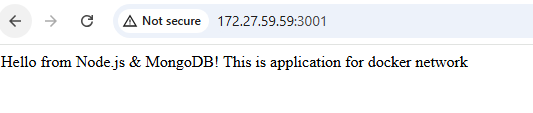 Not secure 172.27.59.59:3001
Hello from Node.js & MongoDB! This is application for docker network